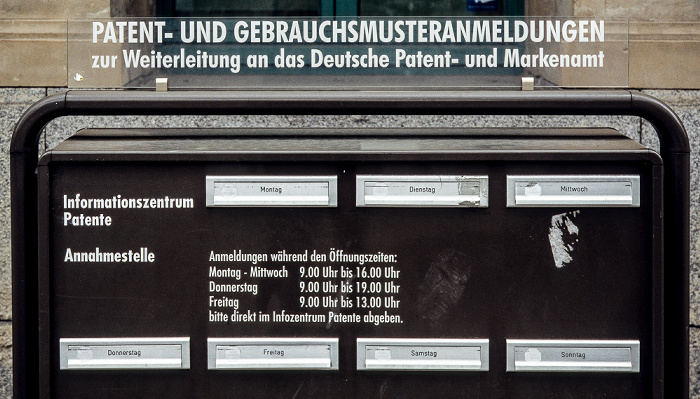 PATENT- UND GEBRAUCHSMUSTERANMELDUNGEN
zur Weiterleitung an das Deutsche Patent- und Markenamt
Montag
Dienstag
Mittwoch
Informationszentrum
Patente
Annahmestelle
Anmeldungen während den Öffnungszeiten:
Montag - Mittwoch 9.00 Uhr bis 16.00 Uhr
Donnerstag 9.00 Uhr bis 19.00 Uhr
Freitag 9.00 Uhr bis 13.00 Uhr
bitte direkt im Infozentrum Patente abgeben.
Donnerstag
Freitag
Samstag
Sonntag